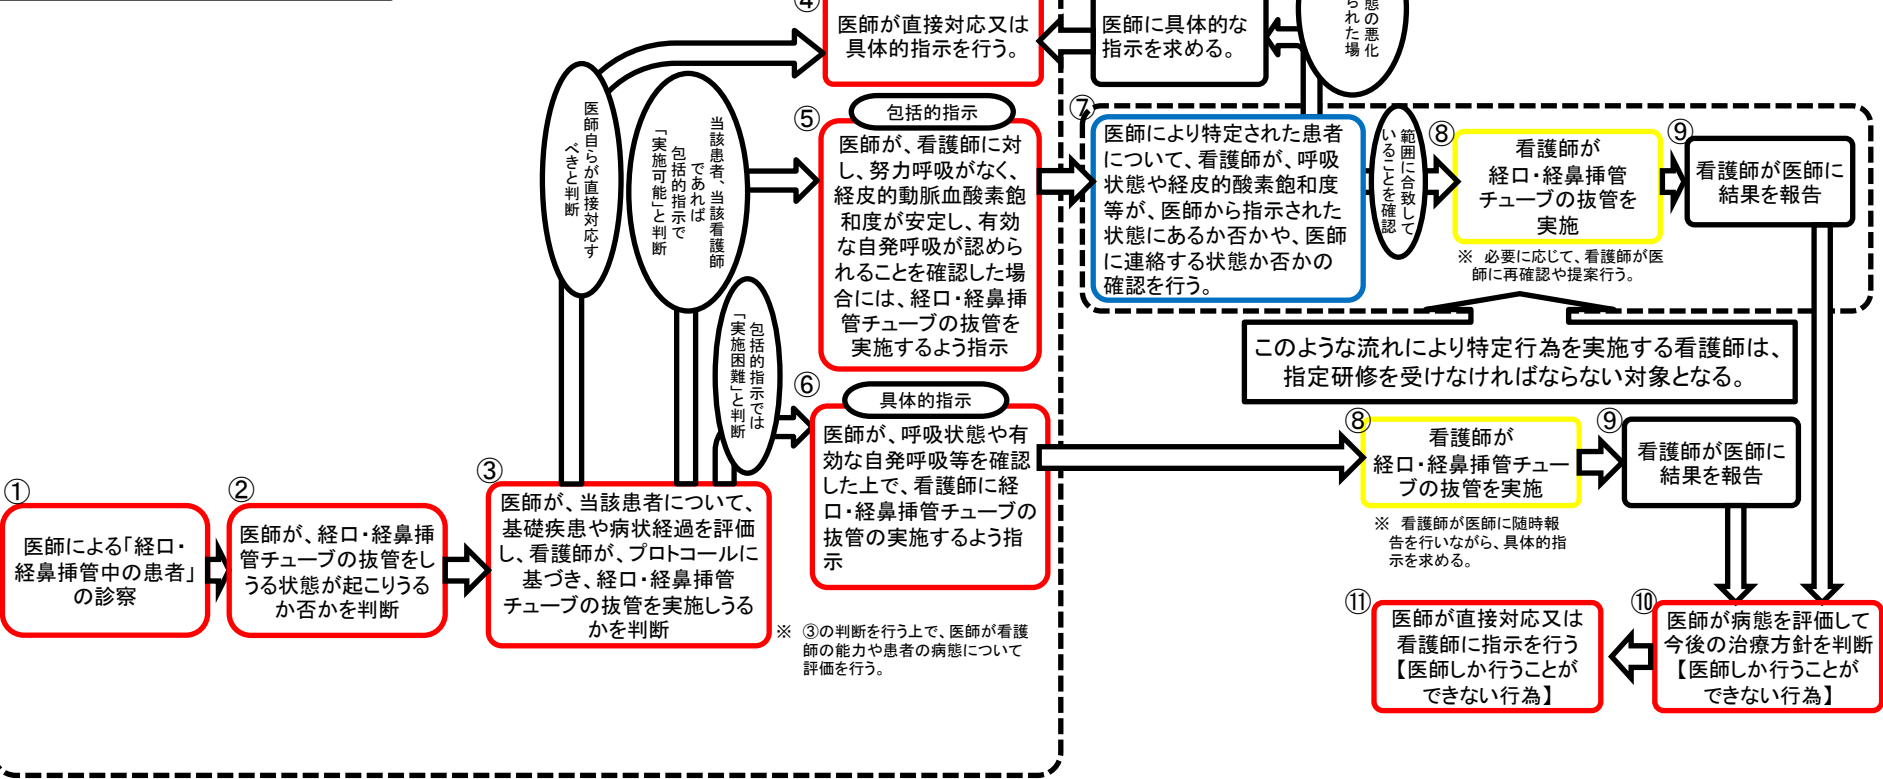 ④
医師が直接対応又は
具体的指示を行う。
医師に具体的な
指示を求める。
態の悪化
られた場
医師自らが直接対応す
べきと判断
当該患者、当該看護師
であれば
包括的指示で
「実施可能」と判断
包括的指示では
「実施困難」と判断
⑤
包括的指示
医師が、看護師に対
し、努力呼吸がなく、
経皮的動脈血酸素飽
和度が安定し、有効
な自発呼吸が認めら
れることを確認した場
合には、経口・経鼻挿
管チューブの抜管を
実施するよう指示
⑦
医師により特定された患者
について、看護師が、呼吸
状態や経皮的酸素飽和度
等が、医師から指示された
状態にあるか否かや、医師
に連絡する状態か否かの
確認を行う。
範囲に合致して
いることを確認
⑧
看護師が
経口・経鼻挿管
チューブの抜管を
実施
※ 必要に応じて、看護師が医
師に再確認や提案行う。
⑨
看護師が医師に
結果を報告
このような流れにより特定行為を実施する看護師は、
指定研修を受けなければならない対象となる。
⑥
具体的指示
医師が、呼吸状態や有
効な自発呼吸等を確認
した上で、看護師に経
口・経鼻挿管チューブの
抜管の実施するよう指
示
⑧
看護師が
経口・経鼻挿管チュー
ブの抜管を実施
※ 看護師が医師に随時報
告を行いながら、具体的指
示を求める。
⑨
看護師が医師に
結果を報告
①
医師による「経口・
経鼻挿管中の患者」
の診察
②
医師が、経口・経鼻挿
管チューブの抜管をし
うる状態が起こりうる
か否かを判断
③
医師が、当該患者について、
基礎疾患や病状経過を評価
し、看護師が、プロトコールに
基づき、経口・経鼻挿管
チューブの抜管を実施しうる
かを判断
※ ③の判断を行う上で、医師が看護
師の能力や患者の病態について
評価を行う。
⑪
医師が直接対応又は
看護師に指示を行う
【医師しか行うことが
できない行為】
⑩
医師が病態を評価して
今後の治療方針を判断
【医師しか行うことが
できない行為】